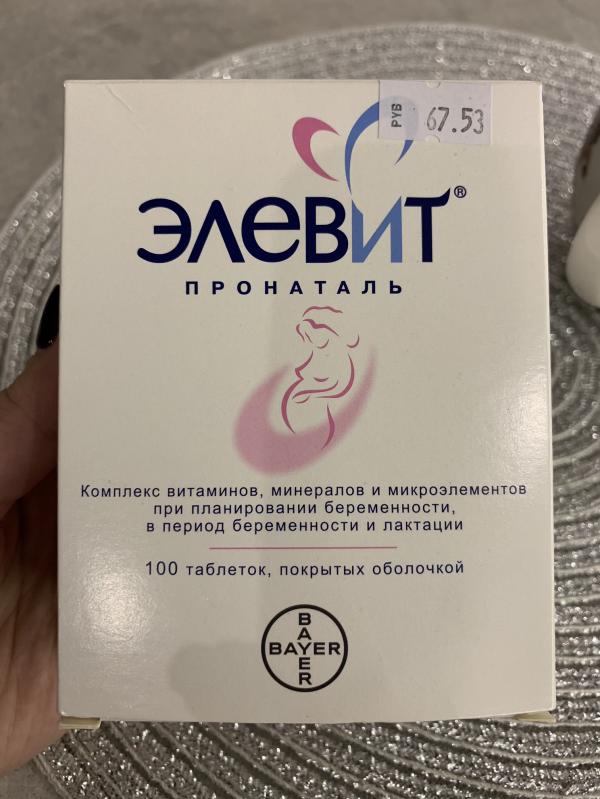 РУБ 67.53
ЭЛЕВИТ®
ПРОНАТАЛЬ
Комплекс витаминов, минералов и микроэлементов
при планировании беременности,
в период беременности и лактации
100 таблеток, покрытых оболочкой
BAYER
BAYER